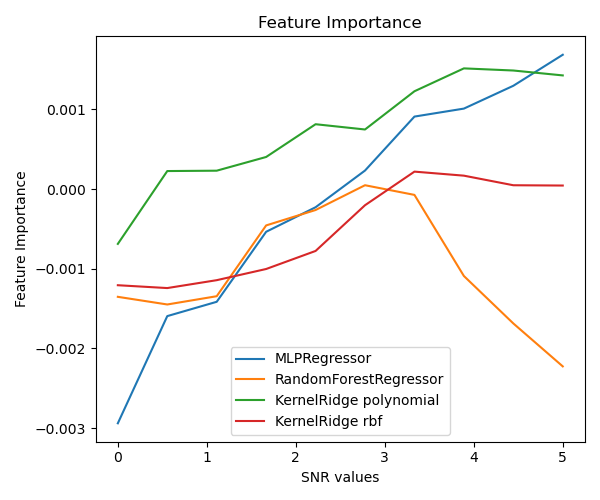 Feature Importance
Feature Importance
0.001
0.000
−0.001
−0.002
−0.003
MLPRegressor
RandomForestRegressor
KernelRidge polynomial
KernelRidge rbf
0 1 2 3 4 5
SNR values